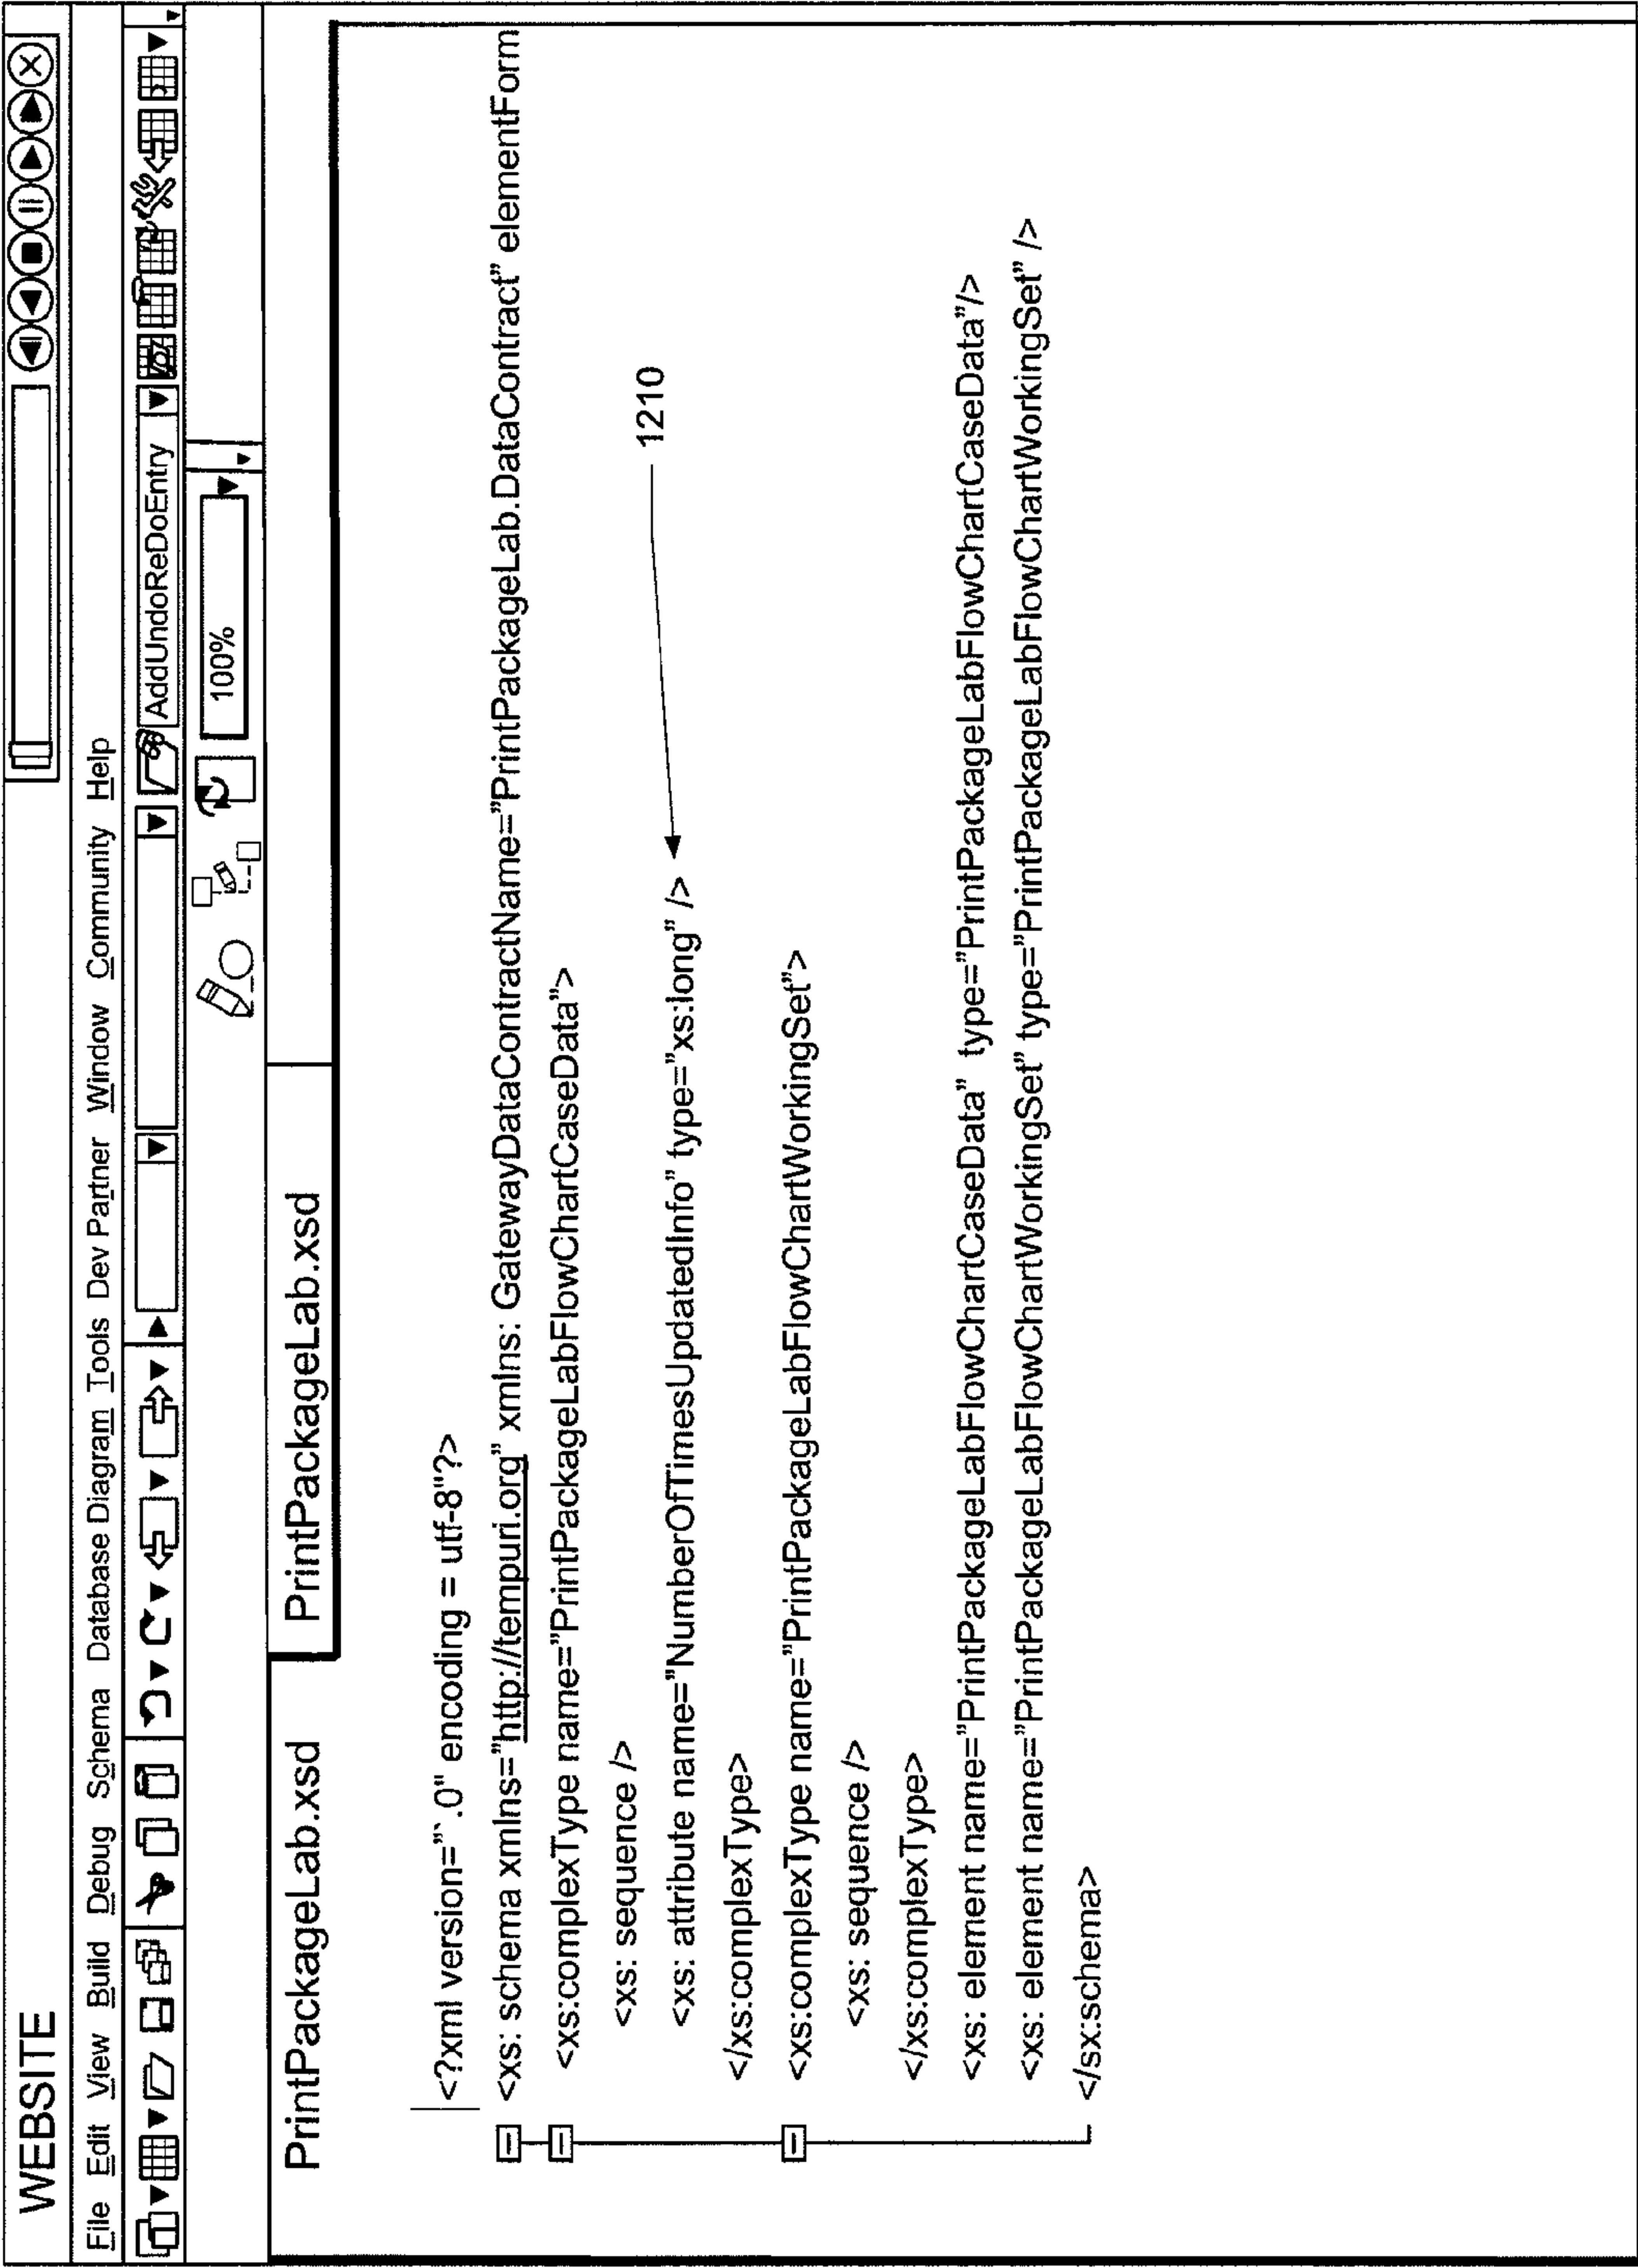 WEBSITE
File Edit View Build Debug Schema Database Diagram Tools Dev Partner Window Community Help
AddUndoReDoEntry
100%
PrintPackageLab.xsd PrintPackageLab.xsd
<?xml version="`.0" encoding = utf-8"?>
<xs: schema xmlns="http://tempuri.org" xmlns: GatewayDataContractName="PrintPackageLab.DataContract" elementForm
<xs:complexType name="PrintPackageLabFlowChartCaseData">
<xs: sequence />
1210
<xs: attribute name="NumberOfTimesUpdatedInfo" type="xs:long" />
</xs:complexType>
<xs:complexType name="PrintPackageLabFlowChartWorkingSet">
<xs: sequence />
</xs:complexType>
<xs: element name="PrintPackageLabFlowChartCaseData" type="PrintPackageLabFlowChartCaseData"/>
<xs: element name="PrintPackageLabFlowChartWorkingSet" type="PrintPackageLabFlowChartWorkingSet" />
</sx:schema>